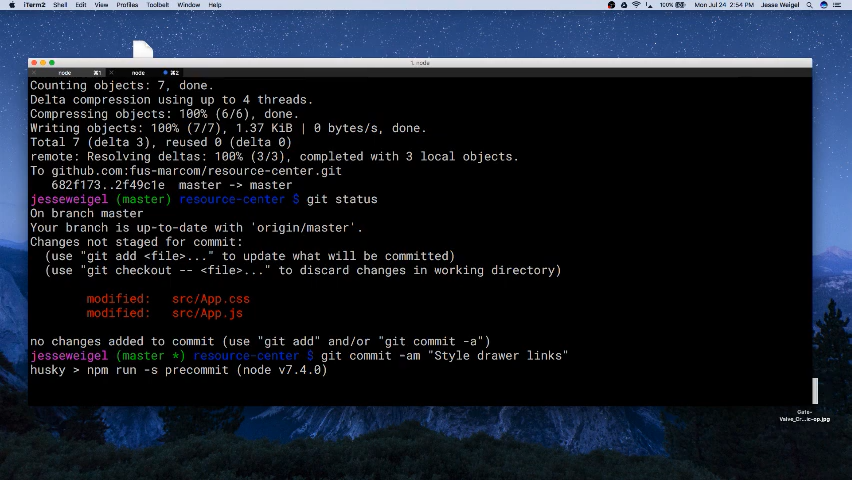 iTerm2 Shell Edit View Profiles Toolbelt Window Help 100% Mon Jul 24 2:54 PM Jesse Weigel
1. node
node ⌘1 node ⌘2
Counting objects: 7, done.
Delta compression using up to 4 threads.
Compressing objects: 100% (6/6), done.
Writing objects: 100% (7/7), 1.37 KiB | 0 bytes/s, done.
Total 7 (delta 3), reused 0 (delta 0)
remote: Resolving deltas: 100% (3/3), completed with 3 local objects.
To github.com:fus-marcom/resource-center.git
682f173..2f49c1e master -> master
jesseweigel (master) resource-center $ git status
On branch master
Your branch is up-to-date with 'origin/master'.
Changes not staged for commit:
(use "git add <file>..." to update what will be committed)
(use "git checkout -- <file>..." to discard changes in working directory)
modified: src/App.css
modified: src/App.js
no changes added to commit (use "git add" and/or "git commit -a")
jesseweigel (master *) resource-center $ git commit -am "Style drawer links"
husky > npm run -s precommit (node v7.4.0)
Gate-
Valve_Cr...ic-op.jpg